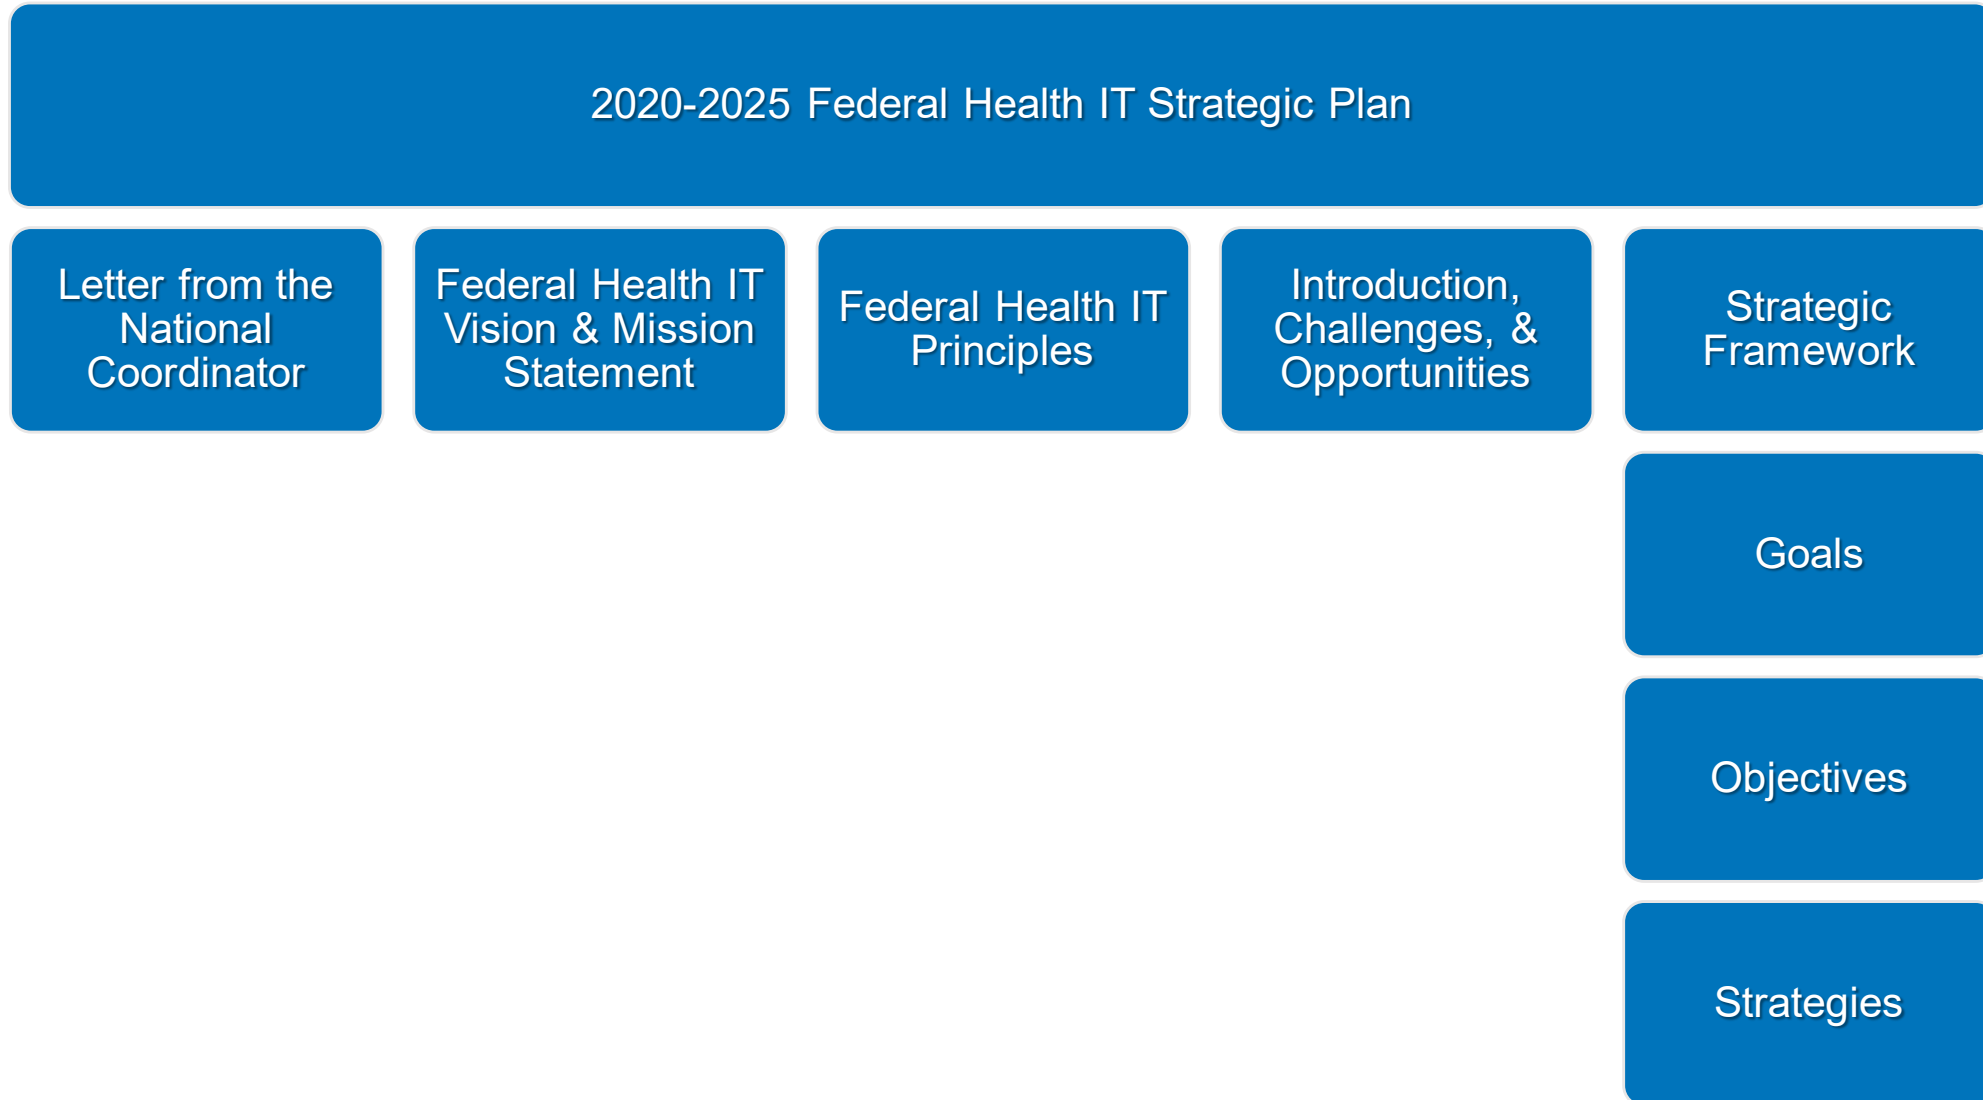 2020-2025 Federal Health IT Strategic Plan
Letter from the
National
Coordinator
Federal Health IT
Vision & Mission
Statement
Federal Health IT
Principles
Introduction,
Challenges, &
Opportunities
Strategic
Framework
Goals
Objectives
Strategies